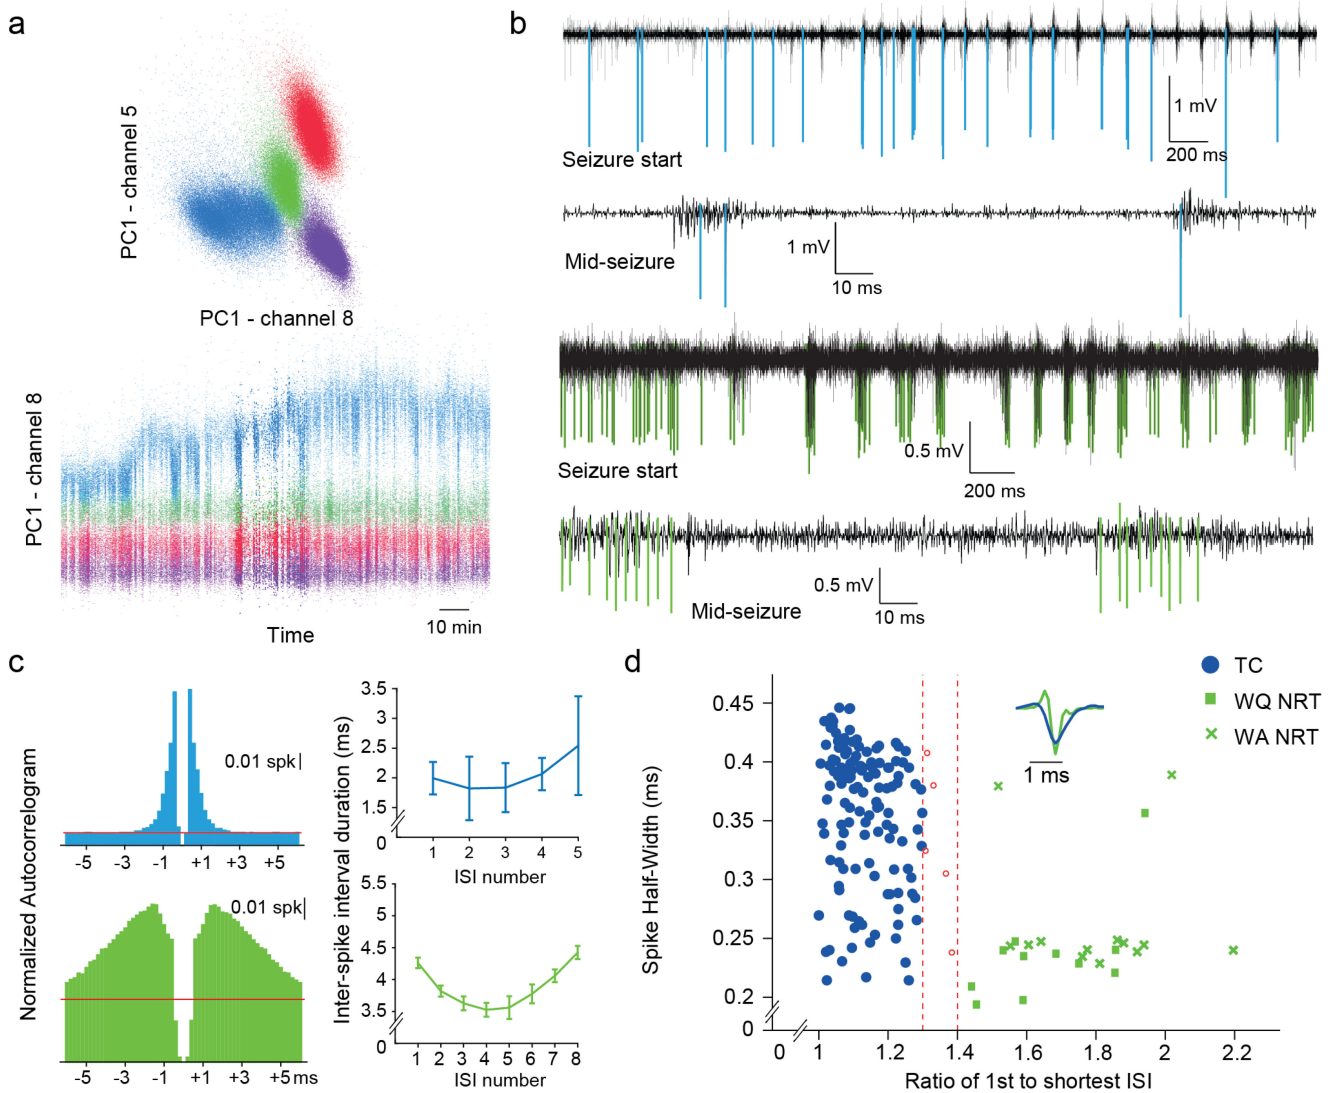 a
PC1 - channel 5
PC1 - channel 8
PC1 - channel 8
Time
10 min
b
1 mV
200 ms
Seizure start
1 mV
10 ms
Mid-seizure
0.5 mV
200 ms
Seizure start
0.5 mV
10 ms
Mid-seizure
c
Normalized Autocorrelogram
0.01 spk
-5 -3 -1 +1 +3 +5
0.01 spk
-5 -3 -1 +1 +3 +5 ms
Inter-spike interval duration (ms)
3.5
2.5
2
1.5
0
1 2 3 4 5
ISI number
5.5
4.5
4
3.5
0
1 2 3 4 5 6 7 8
ISI number
d
TC
WQ NRT
WA NRT
1 ms
Spike Half-Width (ms)
0.45
0.4
0.35
0.3
0.25
0.2
0
0 1 1.2 1.4 1.6 1.8 2 2.2
Ratio of 1st to shortest ISI